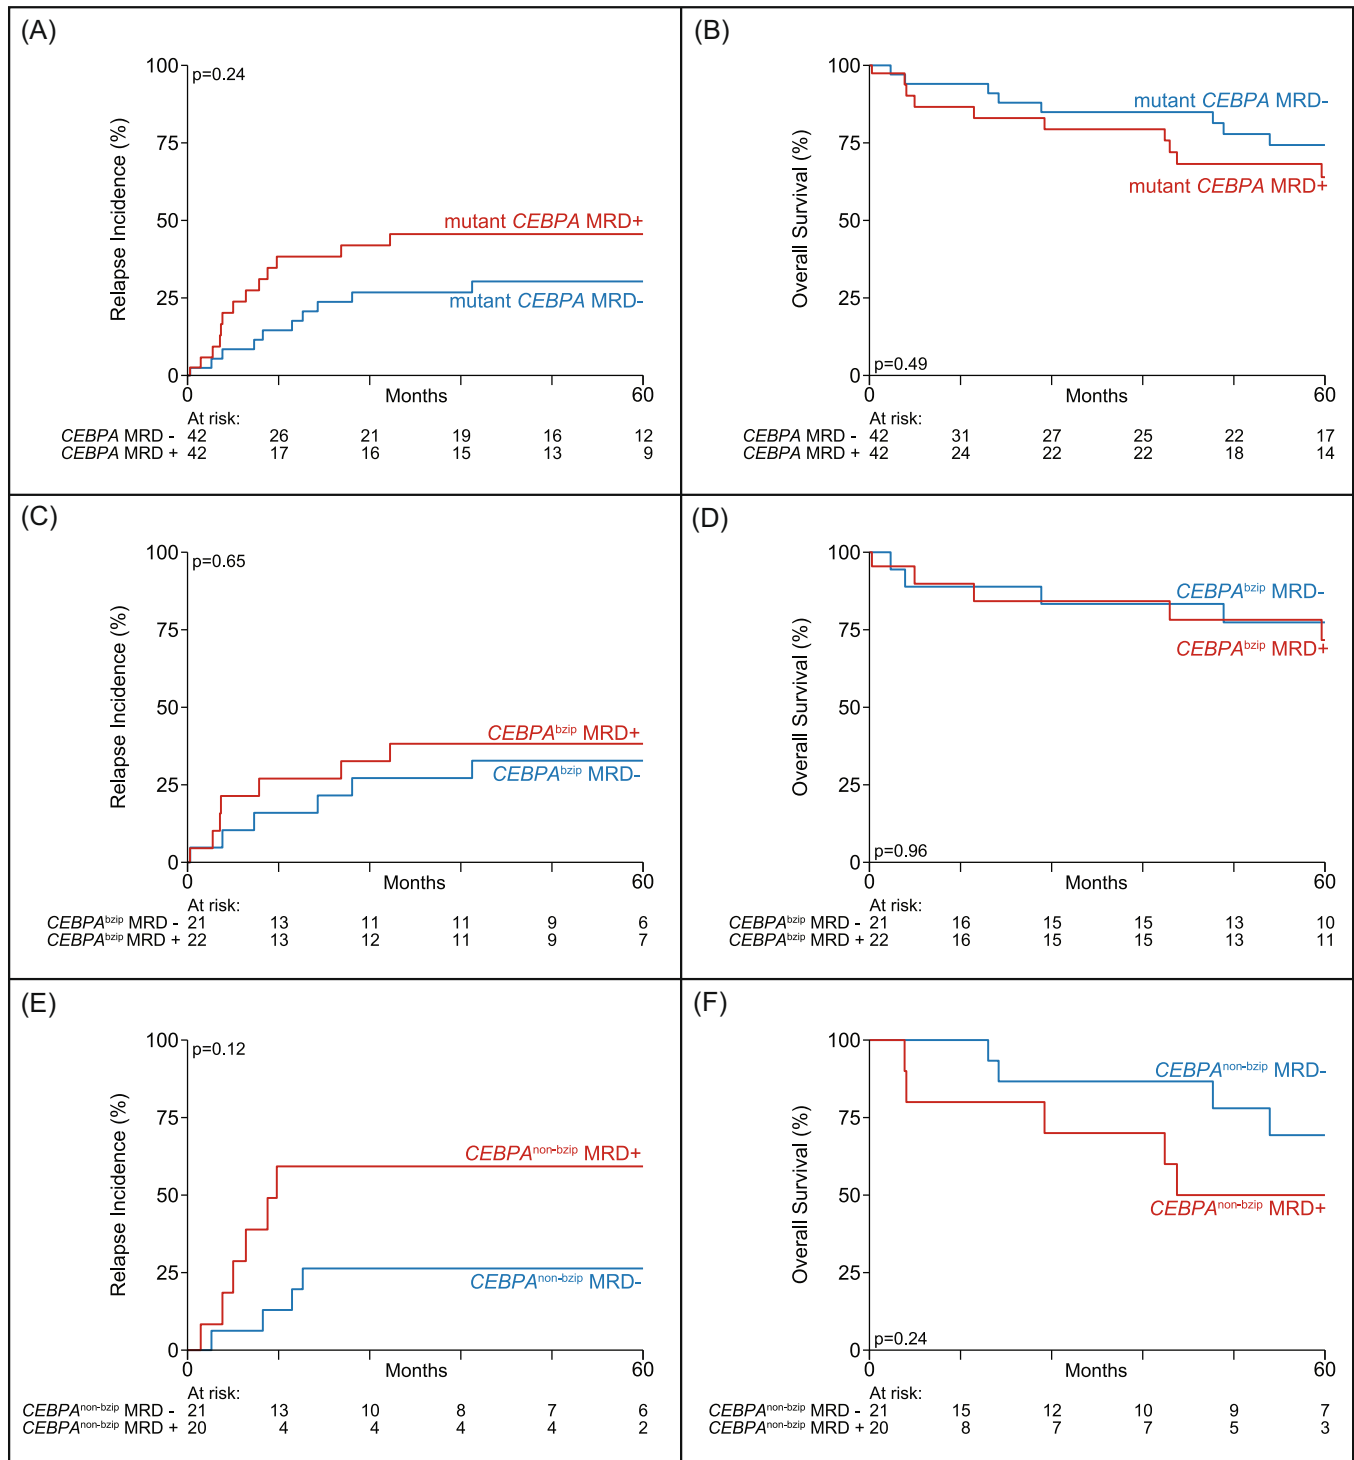 (A)
Relapse Incidence (%)
100
75
50
25
0
p=0.24
mutant CEBPA MRD+
mutant CEBPA MRD-
0 Months 60
At risk:
CEBPA MRD - 42 26 21 19 16 12
CEBPA MRD + 42 17 16 15 13 9
(B)
Overall Survival (%)
100
75
50
25
0
mutant CEBPA MRD-
mutant CEBPA MRD+
p=0.49
0 Months 60
At risk:
CEBPA MRD - 42 31 27 25 22 17
CEBPA MRD + 42 24 22 22 18 14
(C)
Relapse Incidence (%)
100
75
50
25
0
p=0.65
CEBPAbzip MRD+
CEBPAbzip MRD-
0 Months 60
At risk:
CEBPAbzip MRD - 21 13 11 11 9 6
CEBPAbzip MRD + 22 13 12 11 9 7
(D)
Overall Survival (%)
100
75
50
25
0
CEBPAbzip MRD-
CEBPAbzip MRD+
p=0.96
0 Months 60
At risk:
CEBPAbzip MRD - 21 16 15 15 13 10
CEBPAbzip MRD + 22 16 15 15 13 11
(E)
Relapse Incidence (%)
100
75
50
25
0
p=0.12
CEBPAnon-bzip MRD+
CEBPAnon-bzip MRD-
0 Months 60
At risk:
CEBPAnon-bzip MRD - 21 13 10 8 7 6
CEBPAnon-bzip MRD + 20 4 4 4 4 2
(F)
Overall Survival (%)
100
75
50
25
0
CEBPAnon-bzip MRD-
CEBPAnon-bzip MRD+
p=0.24
0 Months 60
At risk:
CEBPAnon-bzip MRD - 21 15 12 10 9 7
CEBPAnon-bzip MRD + 20 8 7 7 5 3